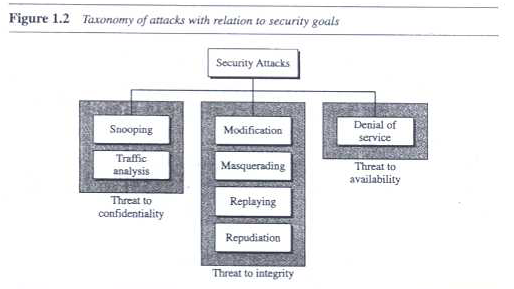 Figure 1.2 Taxonomy of attacks with relation to security goals
Security Attacks
Snooping
Traffic
analysis
Threat to
confidentiality
Modification
Masquerading
Replaying
Repudiation
Threat to integrity
Denial of
service
Threat to
availability